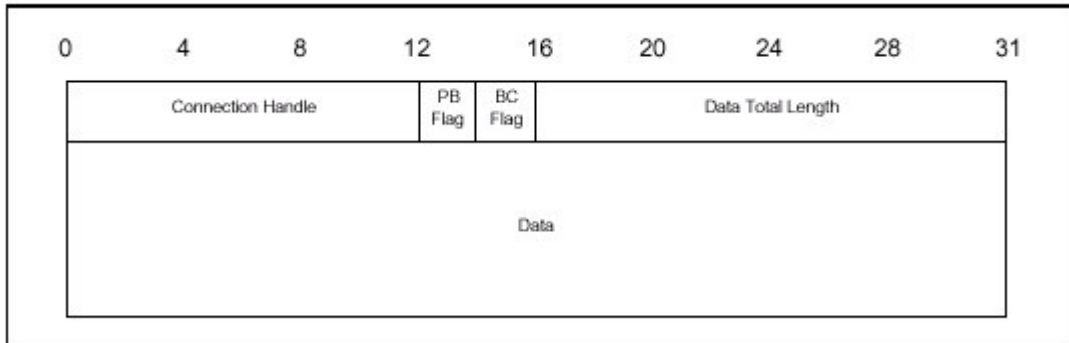 0 4 8 12 16 20 24 28 31
Connection Handle PB Flag BC Flag Data Total Length
Data